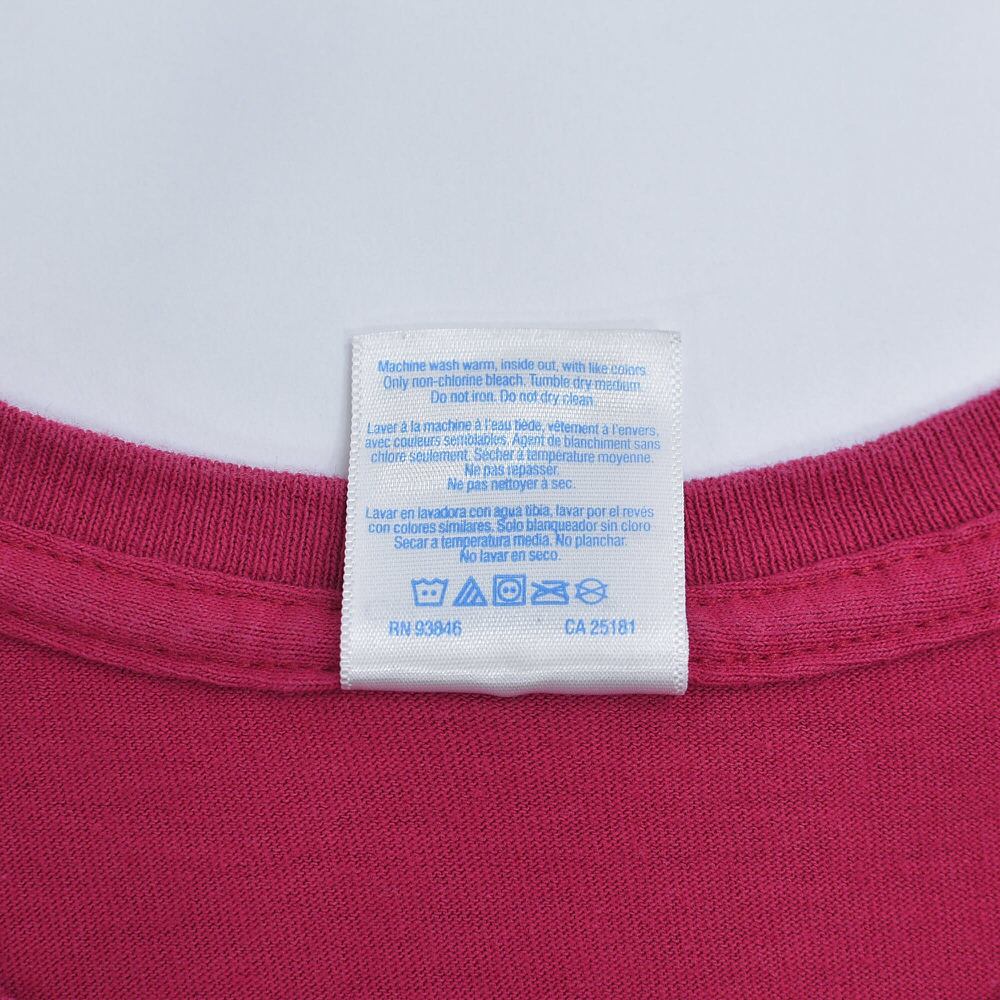 Machine wash warm, inside out, with like colors.
Only non-chlorine bleach. Tumble dry medium.
Do not iron. Do not dry clean.
Laver à la machine à l'eau tiède, vêtement à l'envers,
avec couleurs semblables. Agent de blanchiment sans
chlore seulement. Sécher à température moyenne.
Ne pas repasser.
Ne pas nettoyer à sec.
Lavar en lavadora con agua tibia, lavar por el revés
con colores similares. Solo blanqueador sin cloro
Secar a temperatura media. No planchar.
No lavar en seco.
RN 93846 CA 25181